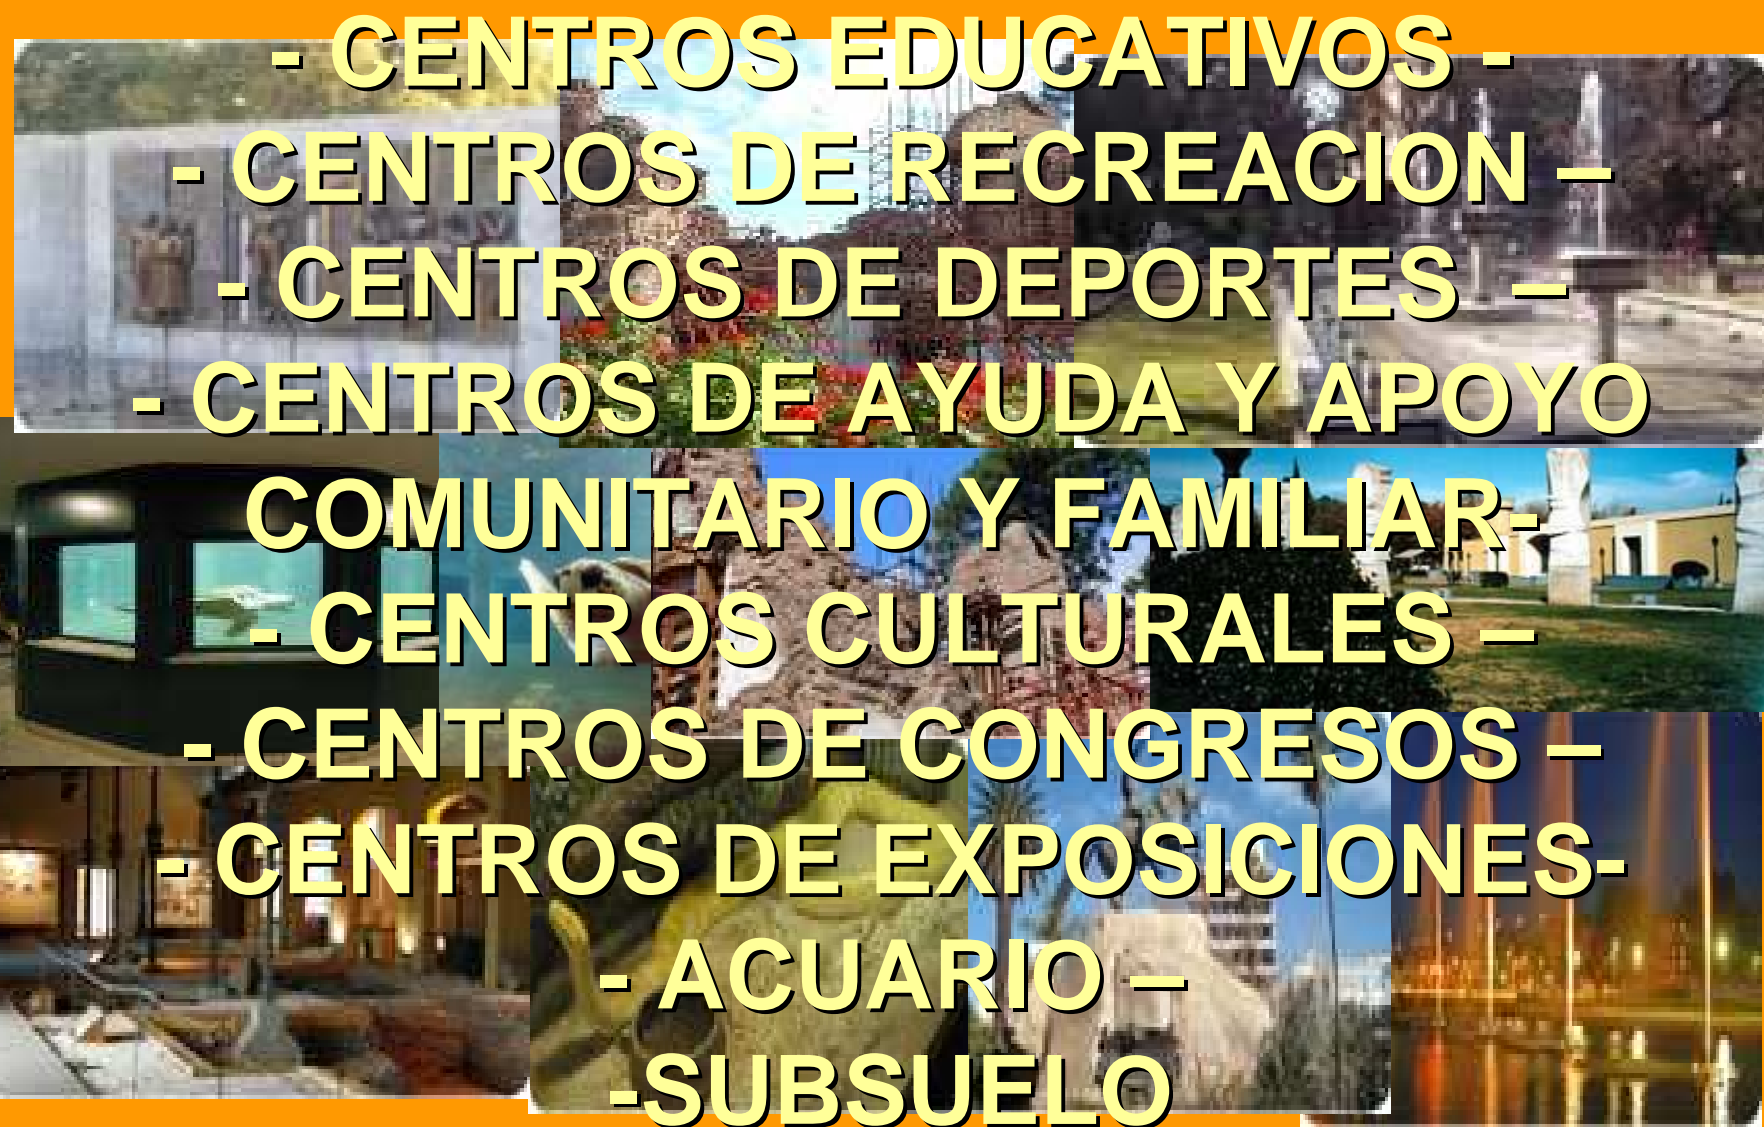 - CENTROS EDUCATIVOS -
- CENTROS DE RECREACION –
- CENTROS DE DEPORTES –
- CENTROS DE AYUDA Y APOYO
COMUNITARIO Y FAMILIAR-
- CENTROS CULTURALES –
- CENTROS DE CONGRESOS –
- CENTROS DE EXPOSICIONES-
- ACUARIO –
-SUBSUELO